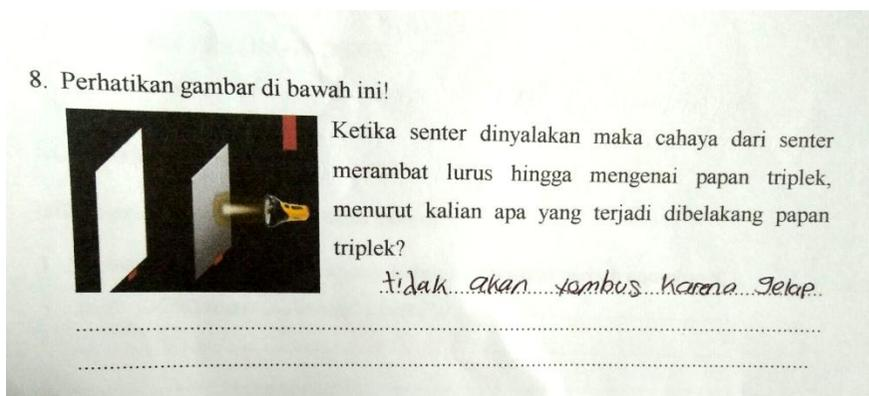 8. Perhatikan gambar di bawah ini!
Ketika senter dinyalakan maka cahaya dari senter
merambat lurus hingga mengenai papan triplek,
menurut kalian apa yang terjadi dibelakang papan
triplek?
tidak akan tambus karena gelap